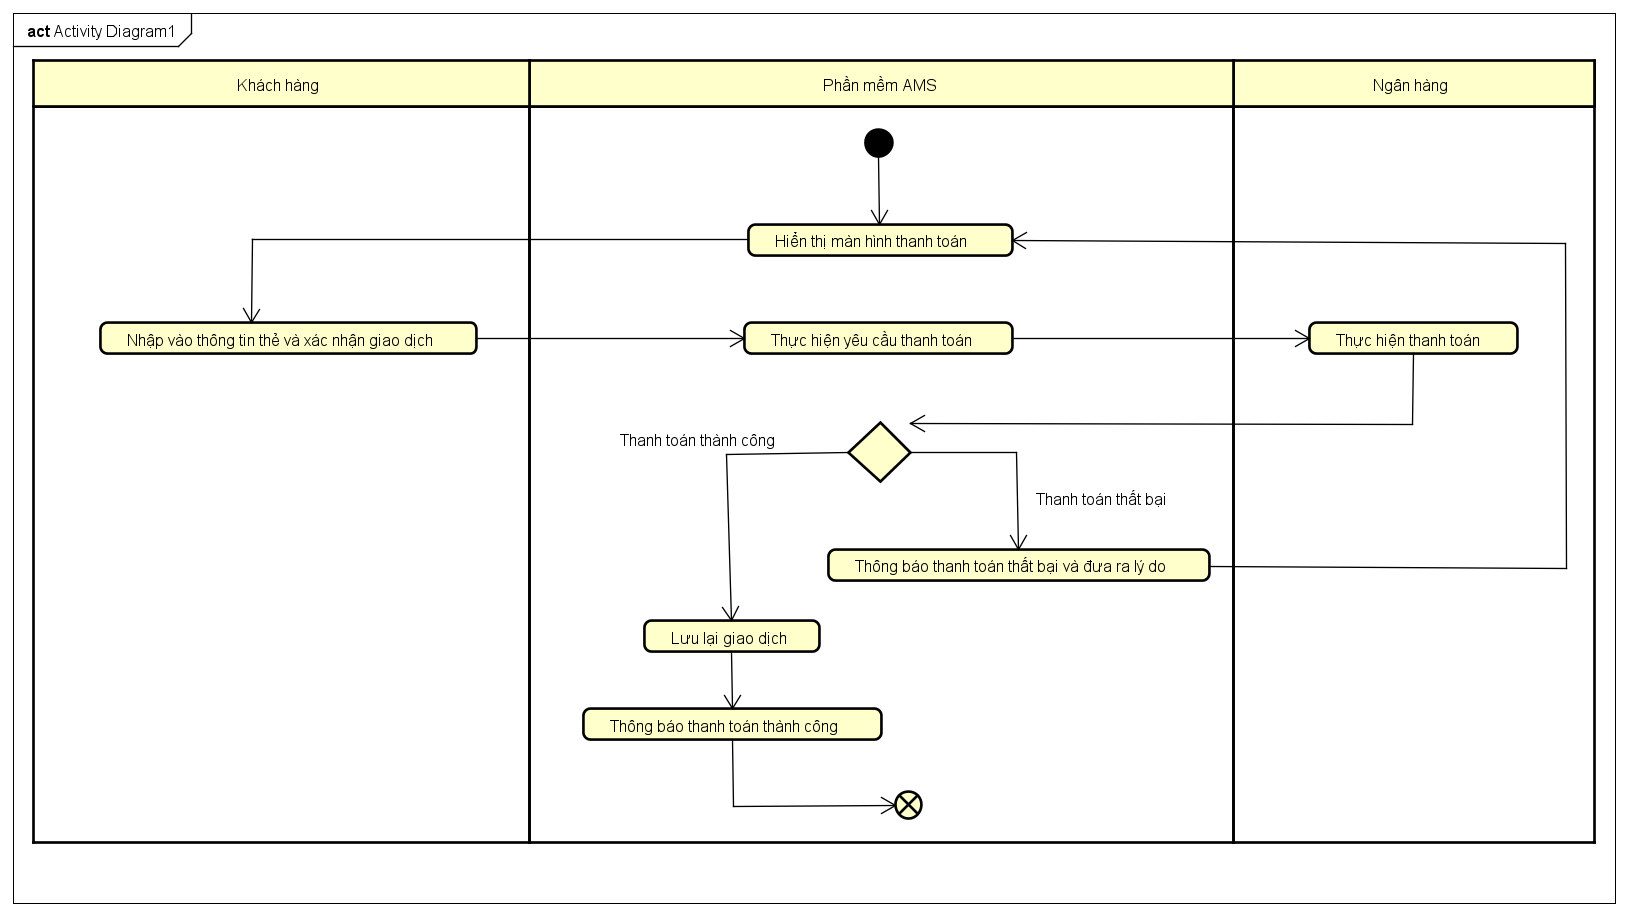 act Activity Diagram1
Khách hàng
Phần mềm AMS
Ngân hàng
Hiển thị màn hình thanh toán
Nhập vào thông tin thẻ và xác nhận giao dịch
Thực hiện yêu cầu thanh toán
Thực hiện thanh toán
Thanh toán thành công
Thanh toán thất bại
Thông báo thanh toán thất bại và đưa ra lý do
Lưu lại giao dịch
Thông báo thanh toán thành công